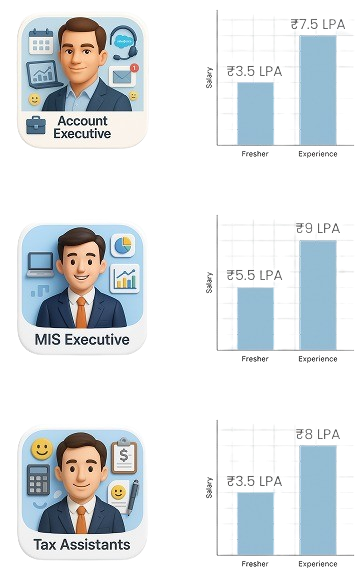 ₹7.5 LPA
₹3.5 LPA
Salary
Fresher
Experience
1
Account
Executive
₹9 LPA
₹5.5 LPA
Salary
Fresher
Experience
MIS Executive
₹8 LPA
₹3.5 LPA
Salary
Fresher
Experience
$
Tax Assistants